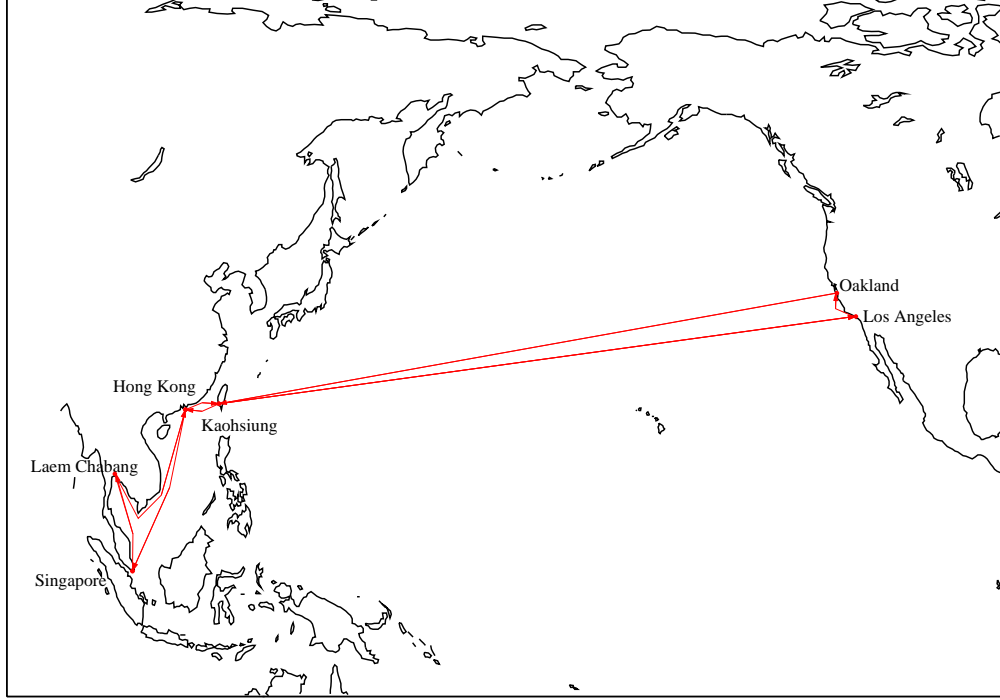 Oakland
Los Angeles
Hong Kong
Kaohsiung
Laem Chabang
Singapore